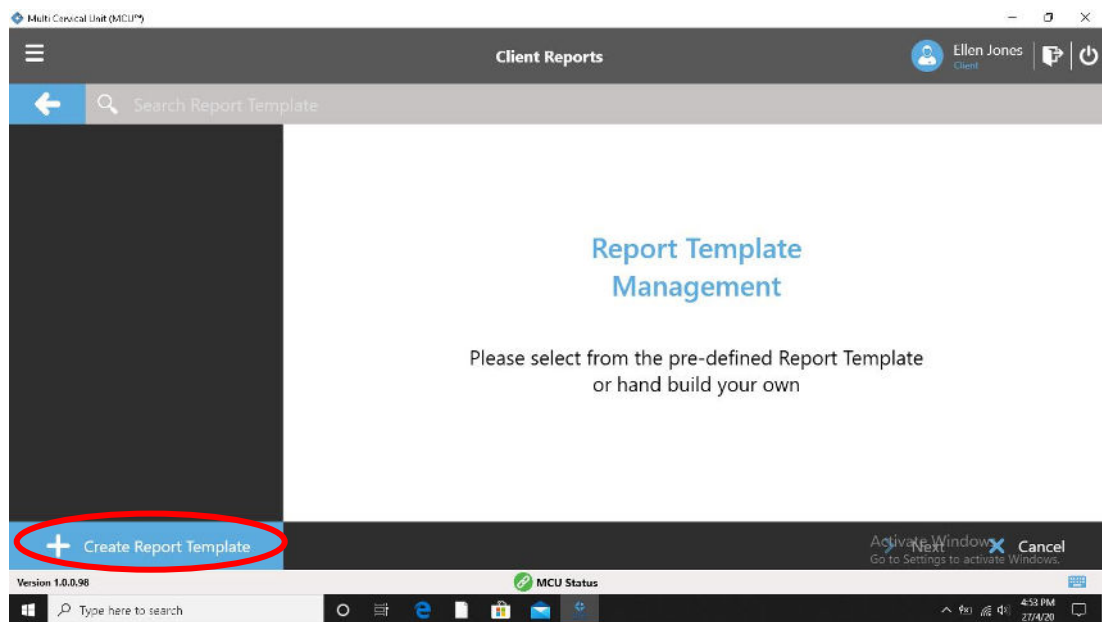 Multi Cervical Unit (MCU™)
Client Reports
Ellen Jones
Client
Search Report Template
Report Template
Management
Please select from the pre-defined Report Template
or hand build your own
Create Report Template
Next
Cancel
Activate Windows
Go to Settings to activate Windows.
Version 1.0.0.98
MCU Status
Type here to search
4:53 PM
27/4/20